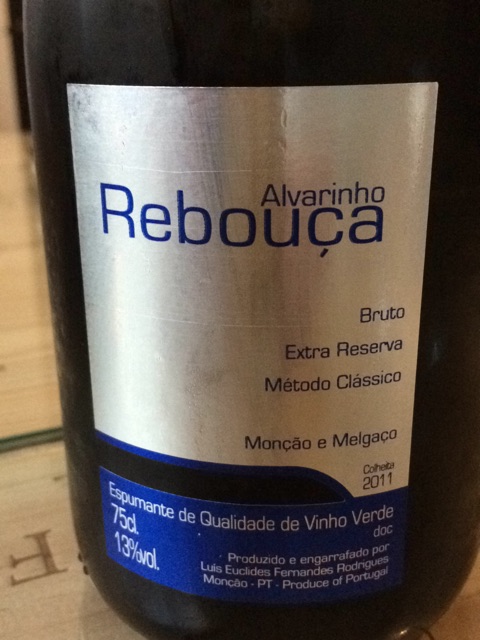 Alvarinho
Rebouça
Bruto
Extra Reserva
Método Clássico
Monção e Melgaço
Colheita
2011
Espumante de Qualidade de Vinho Verde
doc
75cl.
13%vol.
Produzido e engarrafado por
Luís Euclides Fernandes Rodrigues
Monção - PT - Produce of Portugal